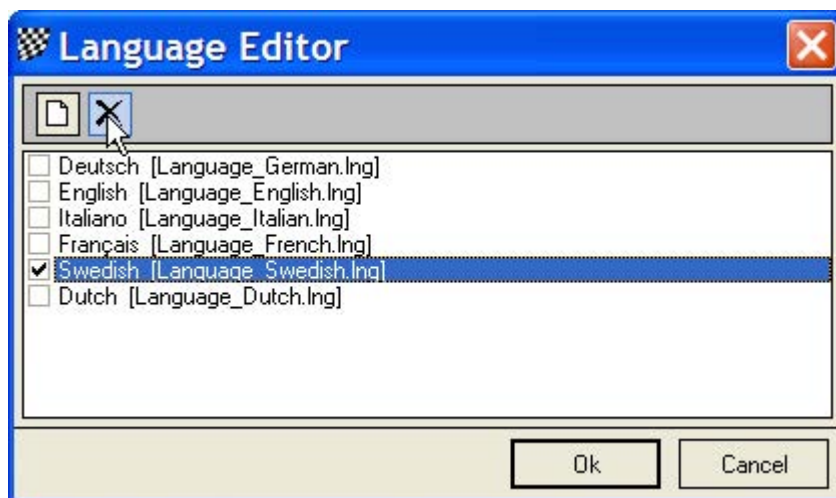 Language Editor
Deutsch [Language_German.lng]
English [Language_English.lng]
Italiano [Language_Italian.lng]
Français [Language_French.lng]
Swedish [Language_Swedish.lng]
Dutch [Language_Dutch.lng]
Ok Cancel